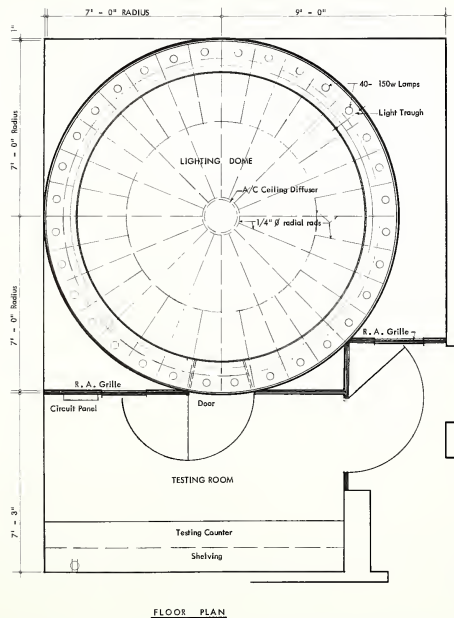 7' - 0" RADIUS
9' - 0"
1"
40- 150w Lamps
Light Trough
7' - 0" Radius
LIGHTING DOME
A/C Ceiling Diffuser
1/4" Ø radial rods
7' - 0" Radius
R. A. Grille
R. A. Grille
Circuit Panel
Door
TESTING ROOM
7' - 3"
Testing Counter
Shelving
FLOOR PLAN